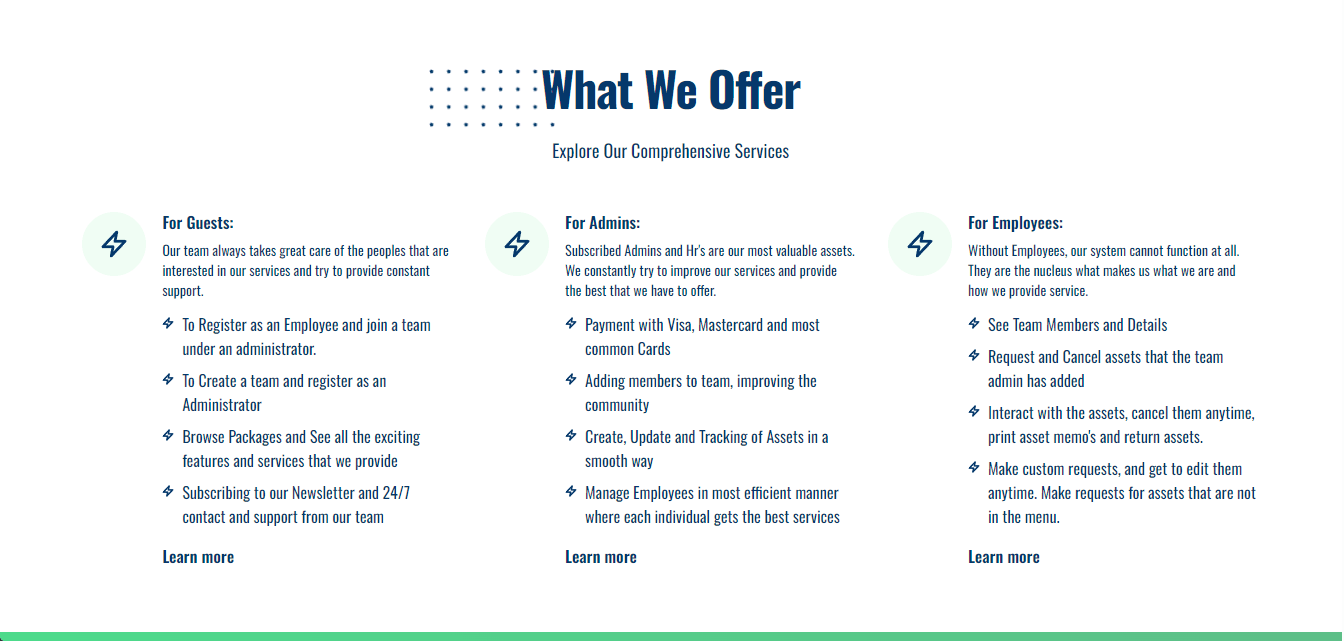 What We Offer
Explore Our Comprehensive Services
For Guests:
Our team always takes great care of the peoples that are
interested in our services and try to provide constant
support.
To Register as an Employee and join a team
under an administrator.
To Create a team and register as an
Administrator
Browse Packages and See all the exciting
features and services that we provide
Subscribing to our Newsletter and 24/7
contact and support from our team
Learn more
For Admins:
Subscribed Admins and Hr's are our most valuable assets.
We constantly try to improve our services and provide
the best that we have to offer.
Payment with Visa, Mastercard and most
common Cards
Adding members to team, improving the
community
Create, Update and Tracking of Assets in a
smooth way
Manage Employees in most efficient manner
where each individual gets the best services
Learn more
For Employees:
Without Employees, our system cannot function at all.
They are the nucleus what makes us what we are and
how we provide service.
See Team Members and Details
Request and Cancel assets that the team
admin has added
Interact with the assets, cancel them anytime,
print asset memo's and return assets.
Make custom requests, and get to edit them
anytime. Make requests for assets that are not
in the menu.
Learn more